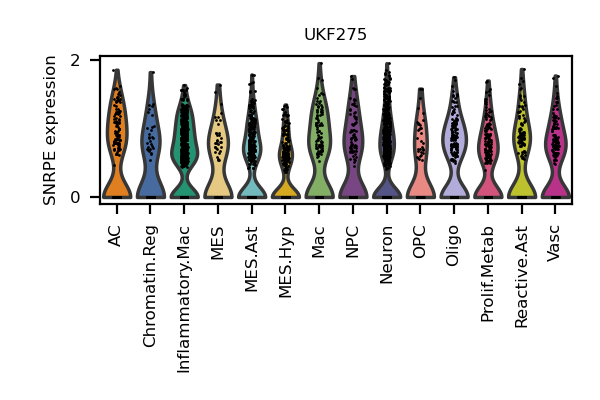 UKF275
SNRPE expression
2
0
AC
Chromatin.Reg
Inflammatory.Mac
MES
MES.Ast
MES.Hyp
Mac
NPC
Neuron
OPC
Oligo
Prolif.Metab
Reactive.Ast
Vasc